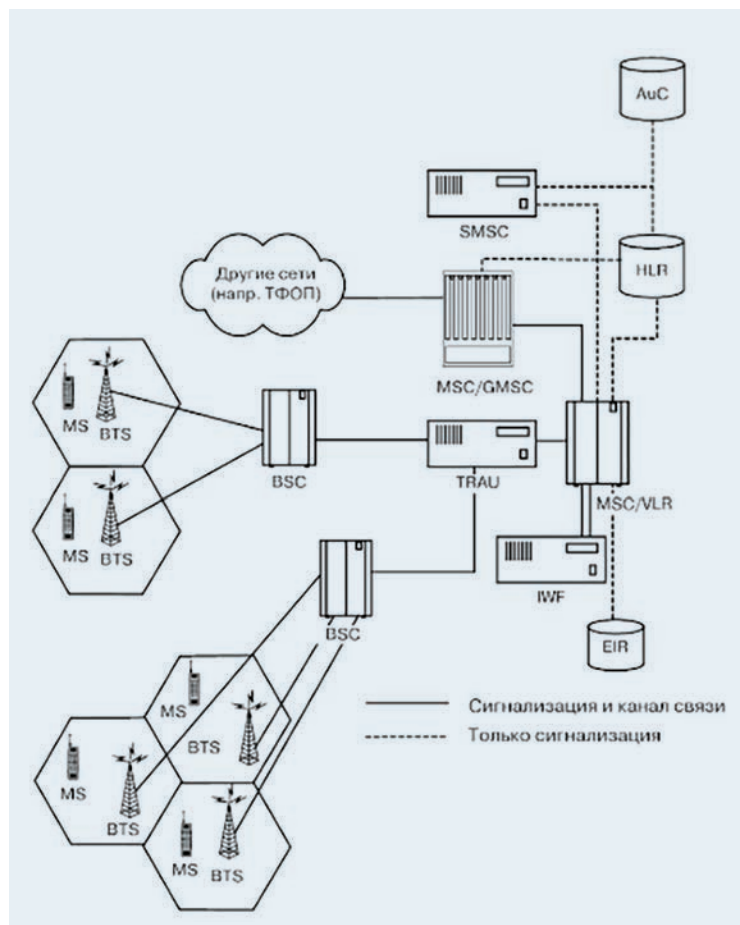 AuC
SMSC
HLR
Другие сети
(напр. ТФОП)
MSC/GMSC
MS
BTS
BSC
TRAU
MSC/VLR
MS
BTS
IWF
BSC
EIR
MS
BTS
Сигнализация и канал связи
Только сигнализация
MS
BTS
MS
BTS